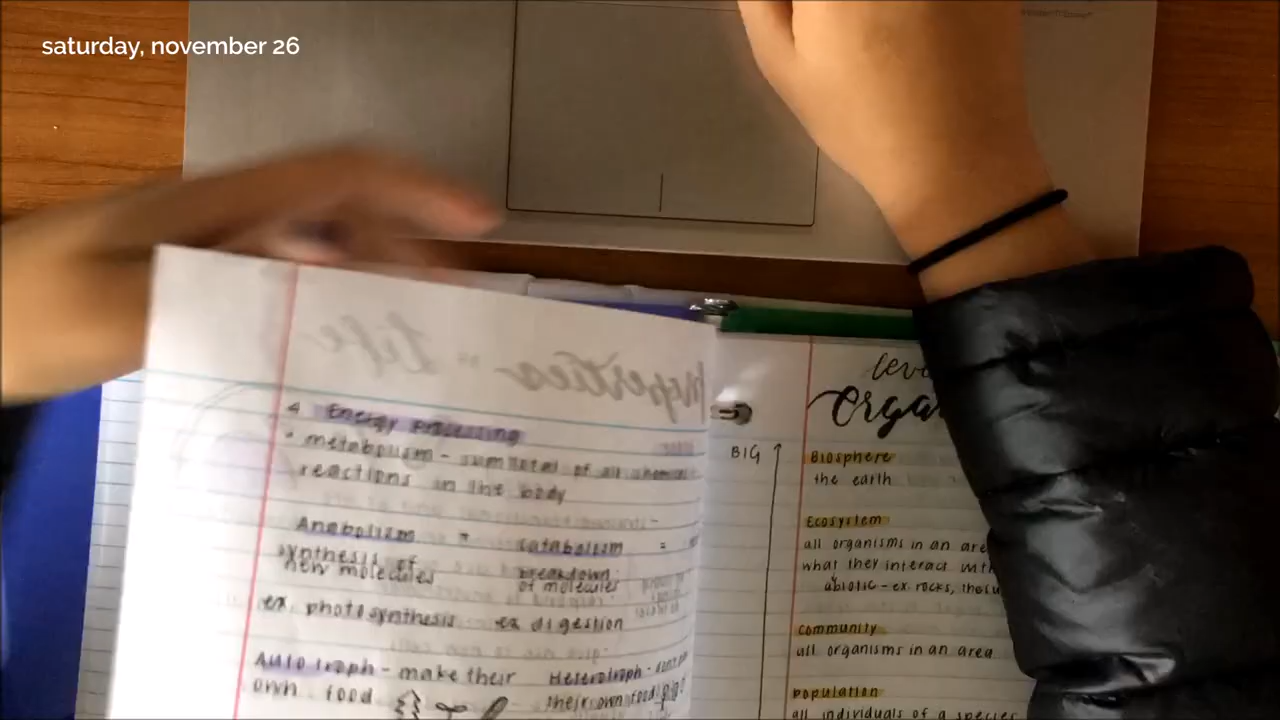 saturday, november 26
Properties of Life
4 Energy Processing
• metabolism - sum total of all chemical
reactions in the body
Anabolism = catabolism =
synthesis of breakdown
new molecules of molecules
ex. photosynthesis ex digestion
Autotroph - make their Heterotroph -
own food their own food
Orga
BIG
Biosphere
the earth
Ecosystem
all organisms in an are
what they interact with
abiotic - ex. rocks,
community
all organisms in an area
population
all individuals of a species